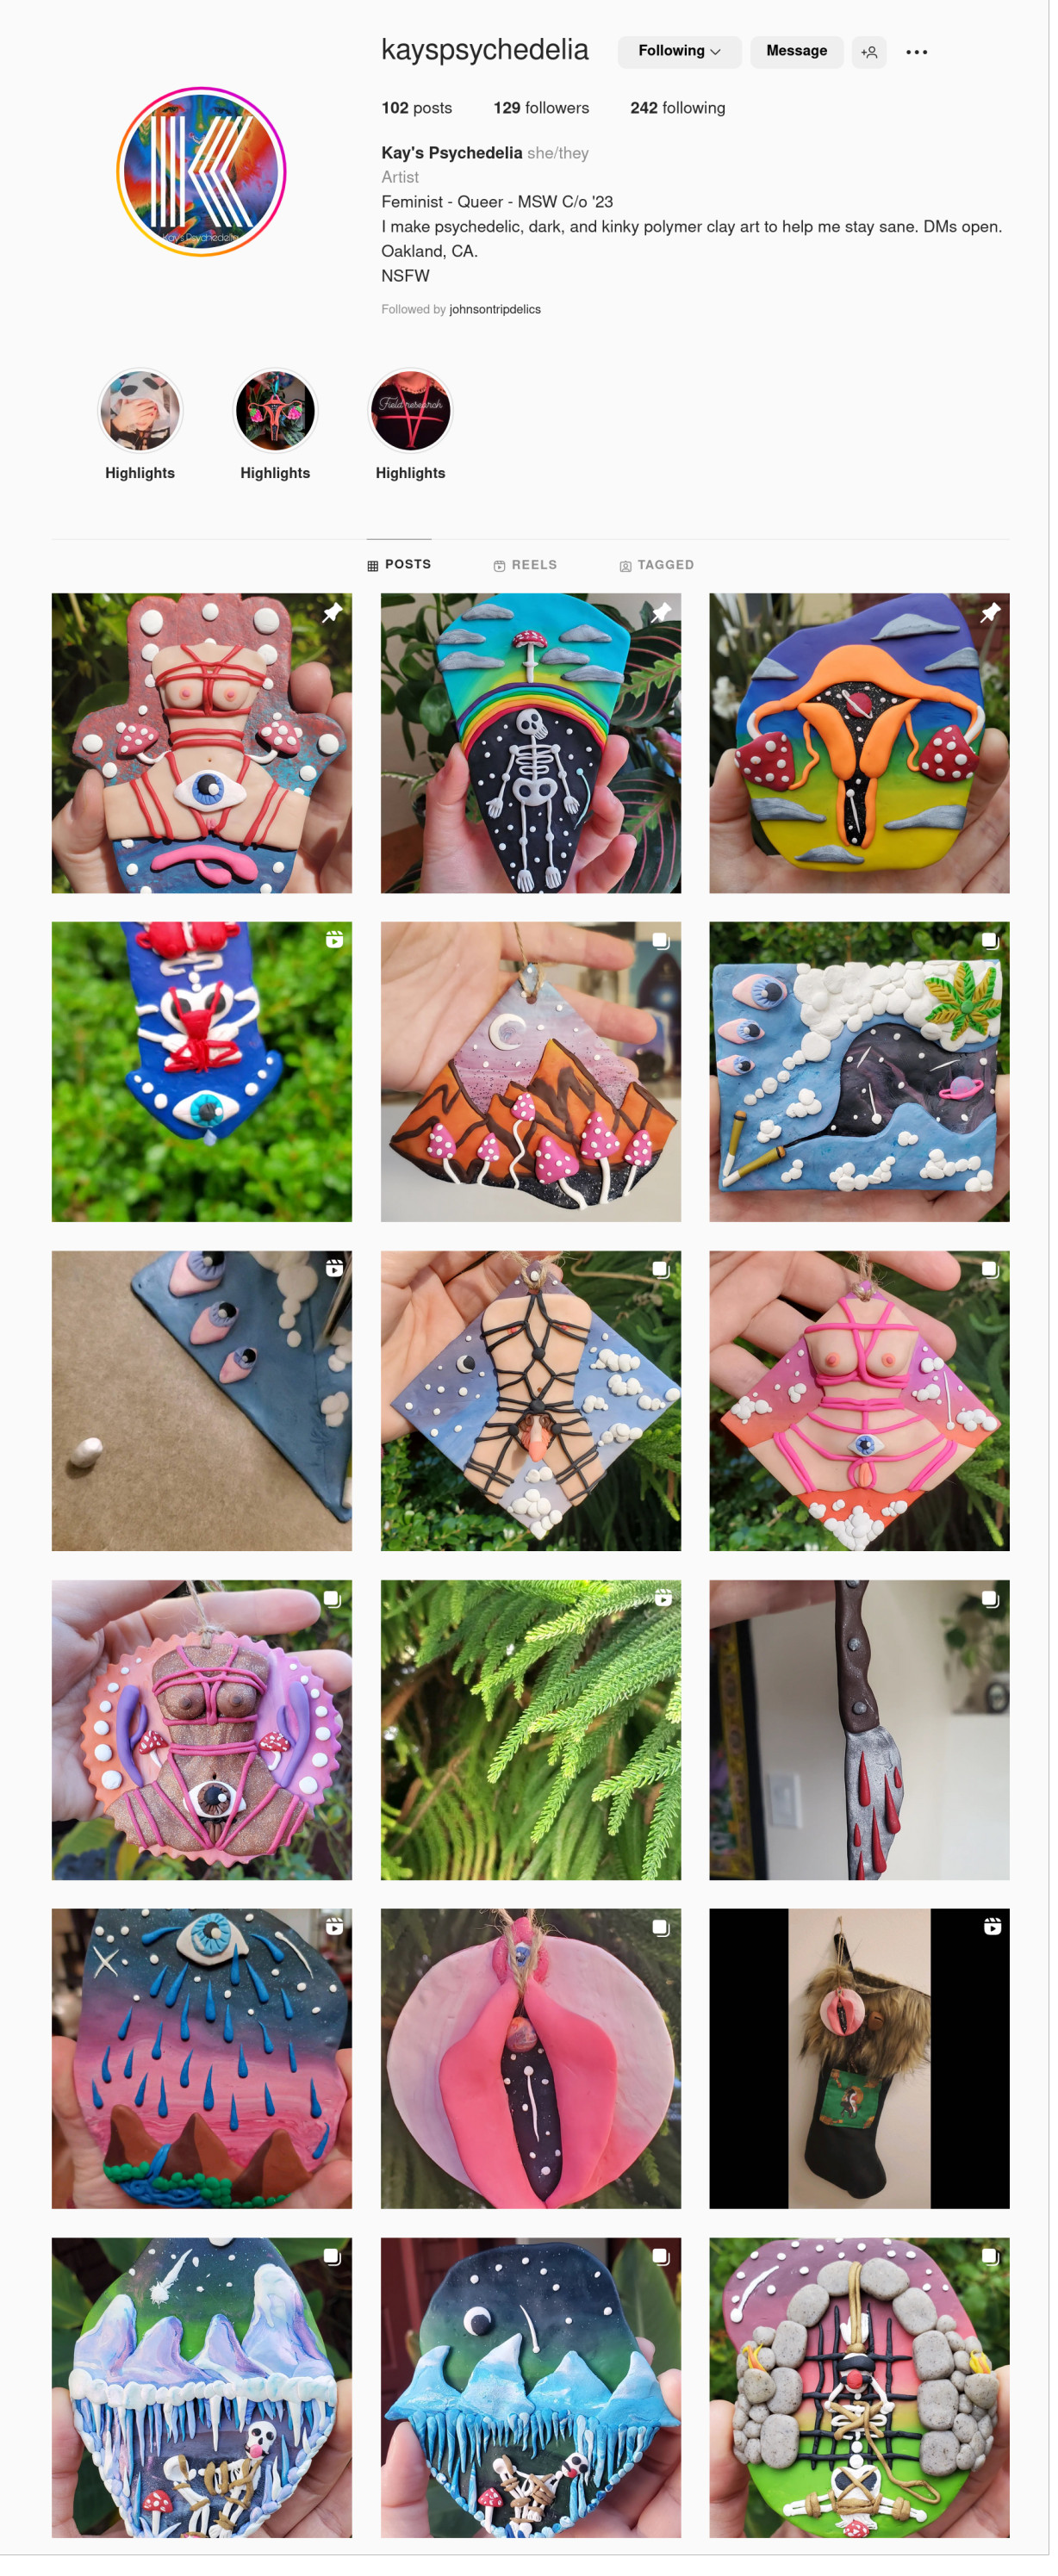 kayspsychedelia Following Message
102 posts 129 followers 242 following
Kay's Psychedelia she/they
Artist
Feminist - Queer - MSW C/o '23
I make psychedelic, dark, and kinky polymer clay art to help me stay sane. DMs open.
Oakland, CA.
NSFW
Followed by johnsontripdelics
K
Kay's Psychedelia
Field research
Highlights Highlights Highlights
POSTS REELS TAGGED